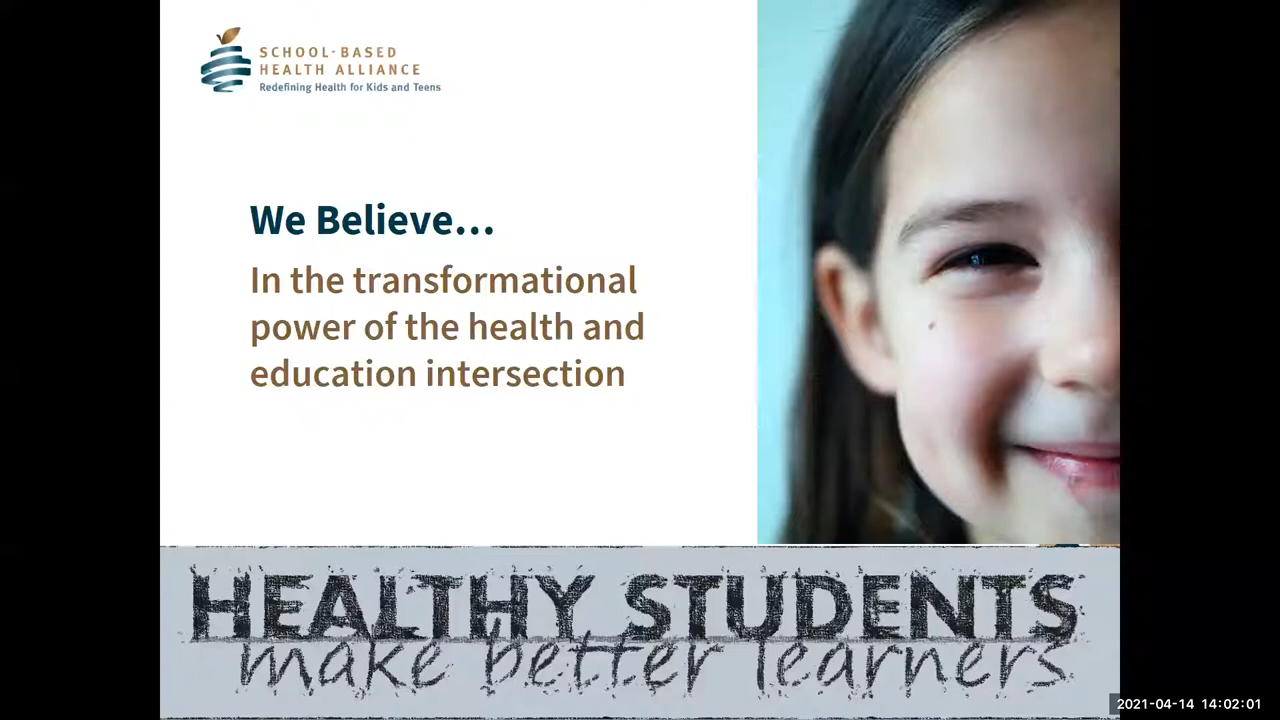 SCHOOL-BASED
HEALTH ALLIANCE
Redefining Health for Kids and Teens
We Believe...
In the transformational
power of the health and
education intersection
HEALTHY STUDENTS
make better learners
2021-04-14 14:02:01